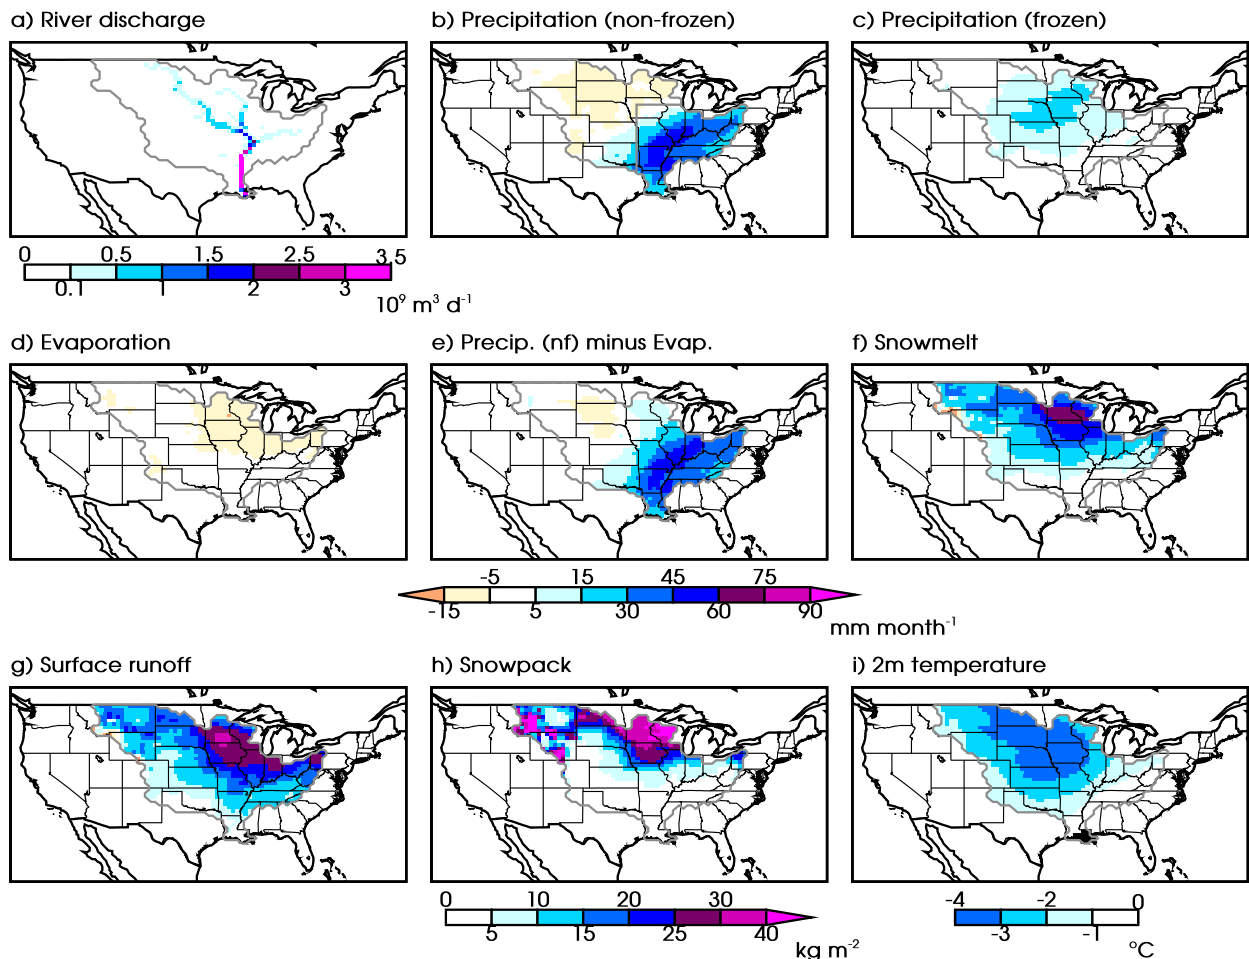 a) River discharge
b) Precipitation (non-frozen)
c) Precipitation (frozen)
0 0.5 1.5 2.5 3.5
0.1 1 2 3
10⁹ m³ d⁻¹
d) Evaporation
e) Precip. (nf) minus Evap.
f) Snowmelt
-5 15 45 75
-15 5 30 60 90
mm month⁻¹
g) Surface runoff
h) Snowpack
i) 2m temperature
0 10 20 30
5 15 25 40
kg m⁻²
-4 -2 0
-3 -1
°C